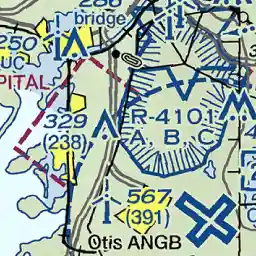 bridge
250
UC
PITAL
329
(238)
R-4101
A, B, C
567
(391)
Otis ANGB